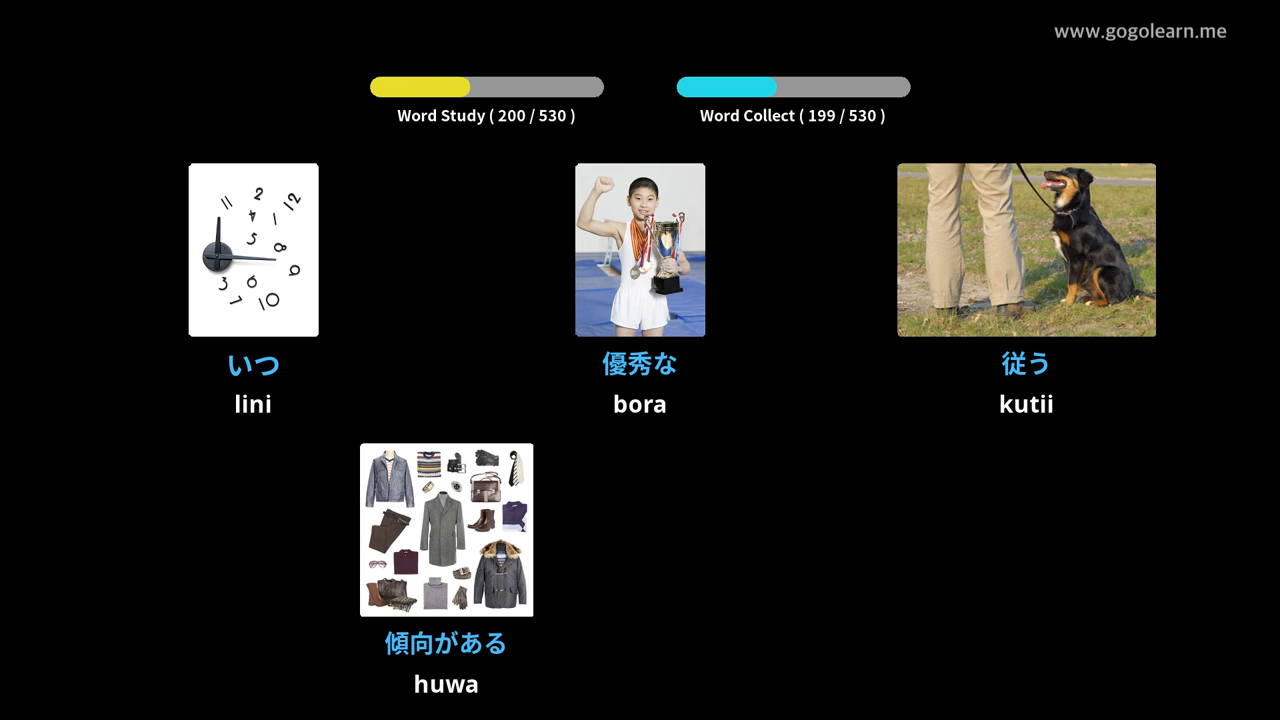 www.gogolearn.me
Word Study ( 200 / 530 )
Word Collect ( 199 / 530 )
いつ
lini
優秀な
bora
従う
kutii
傾向がある
huwa